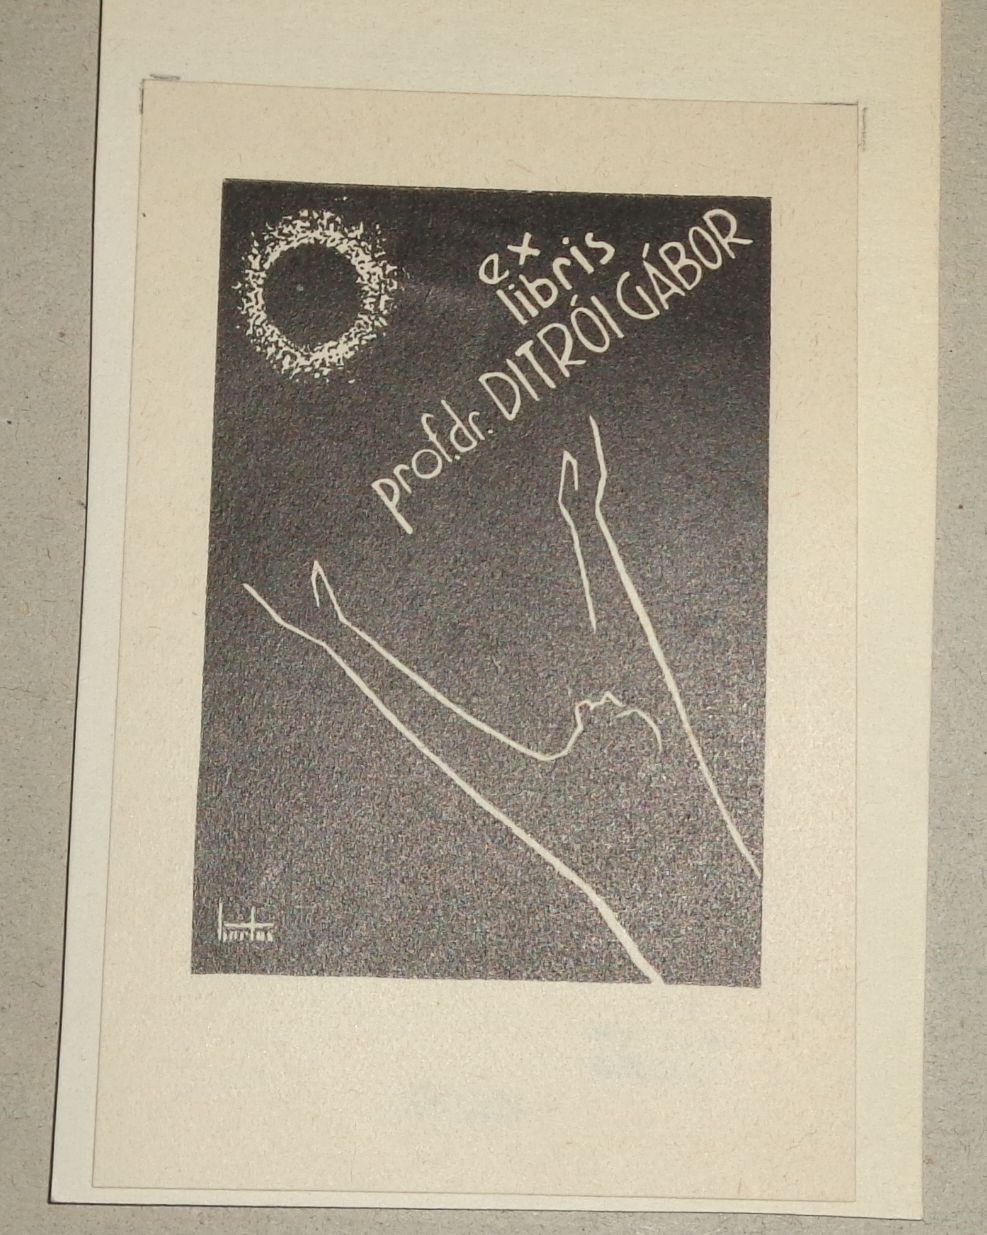 ex
libris
prof.dr. DITRÓI GÁBOR